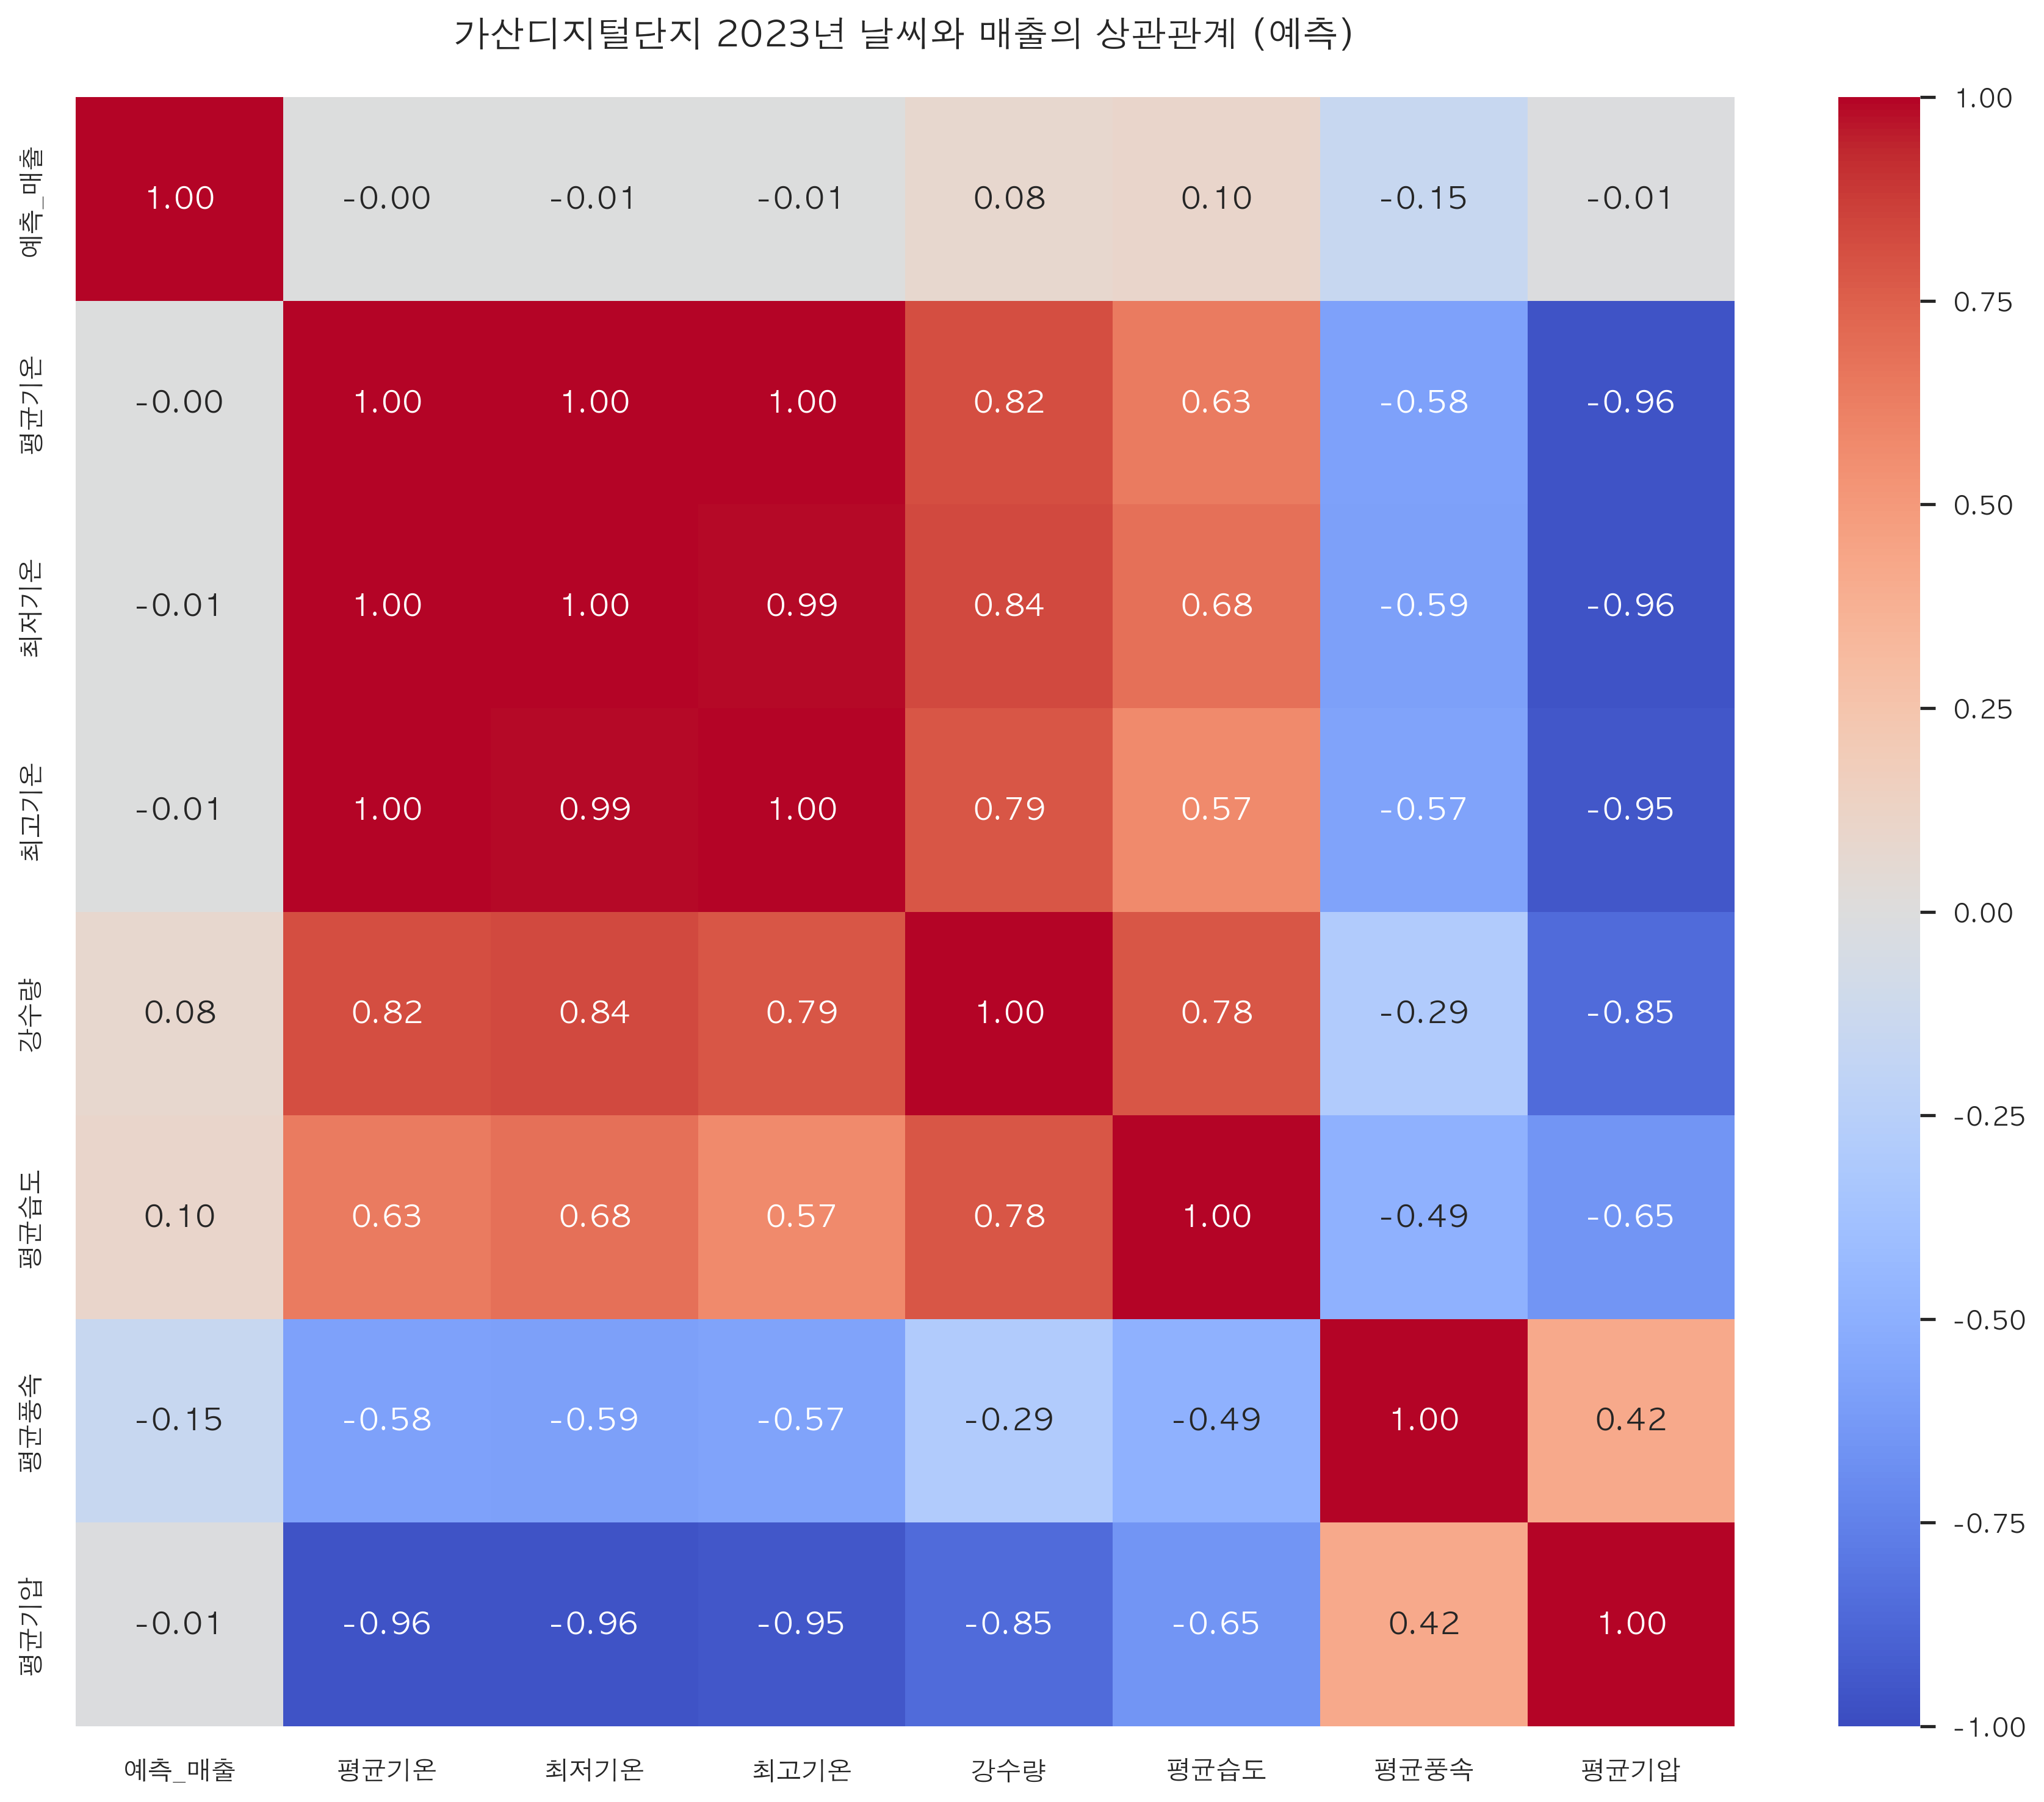 가산디지털단지 2023년 날씨와 매출의 상관관계 (예측)
예측_매출 1.00 -0.00 -0.01 -0.01 0.08 0.10 -0.15 -0.01
평균기온 -0.00 1.00 1.00 1.00 0.82 0.63 -0.58 -0.96
최저기온 -0.01 1.00 1.00 0.99 0.84 0.68 -0.59 -0.96
최고기온 -0.01 1.00 0.99 1.00 0.79 0.57 -0.57 -0.95
강수량 0.08 0.82 0.84 0.79 1.00 0.78 -0.29 -0.85
평균습도 0.10 0.63 0.68 0.57 0.78 1.00 -0.49 -0.65
평균풍속 -0.15 -0.58 -0.59 -0.57 -0.29 -0.49 1.00 0.42
평균기압 -0.01 -0.96 -0.96 -0.95 -0.85 -0.65 0.42 1.00
예측_매출 평균기온 최저기온 최고기온 강수량 평균습도 평균풍속 평균기압
1.00
0.75
0.50
0.25
0.00
-0.25
-0.50
-0.75
-1.00